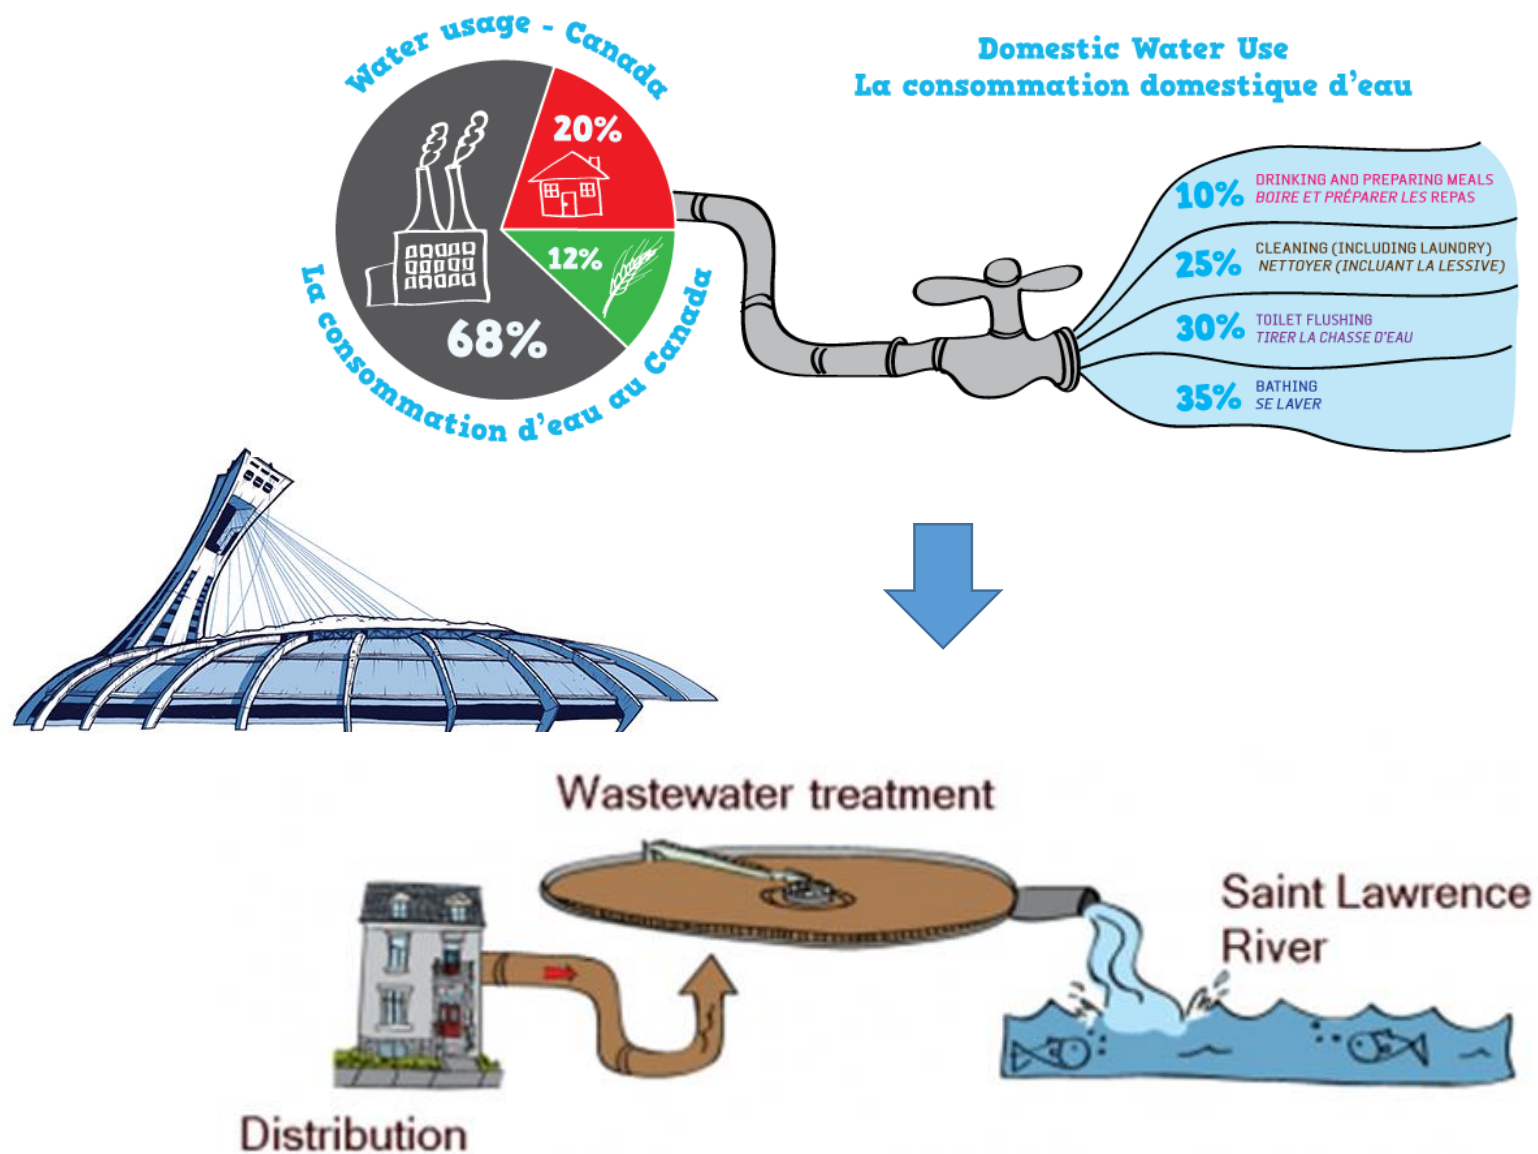 Water usage - Canada
20%
12%
68%
La consommation d'eau au Canada
Domestic Water Use
La consommation domestique d'eau
10% DRINKING AND PREPARING MEALS
BOIRE ET PRÉPARER LES REPAS
25% CLEANING (INCLUDING LAUNDRY)
NETTOYER (INCLUANT LA LESSIVE)
30% TOILET FLUSHING
TIRER LA CHASSE D'EAU
35% BATHING
SE LAVER
Wastewater treatment
Saint Lawrence
River
Distribution